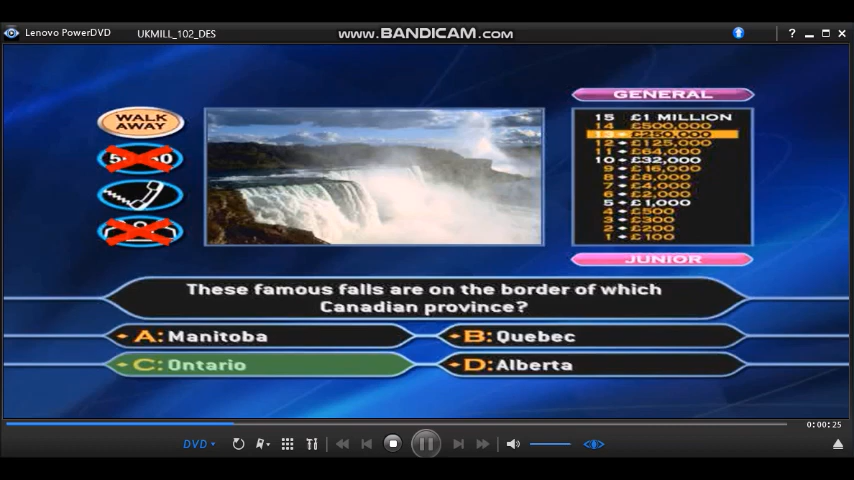 Lenovo PowerDVD
UKMILL_102_DES
www.BANDICAM.com
?
GENERAL
WALK
AWAY
15 £1 MILLION
14 £500,000
13 £250,000
12 £125,000
11 £64,000
10 £32,000
9 £16,000
8 £8,000
7 £4,000
6 £2,000
5 £1,000
4 £500
3 £300
2 £200
1 £100
JUNIOR
These famous falls are on the border of which
Canadian province?
A: Manitoba
B: Quebec
C: Ontario
D: Alberta
0:00:25
DVD